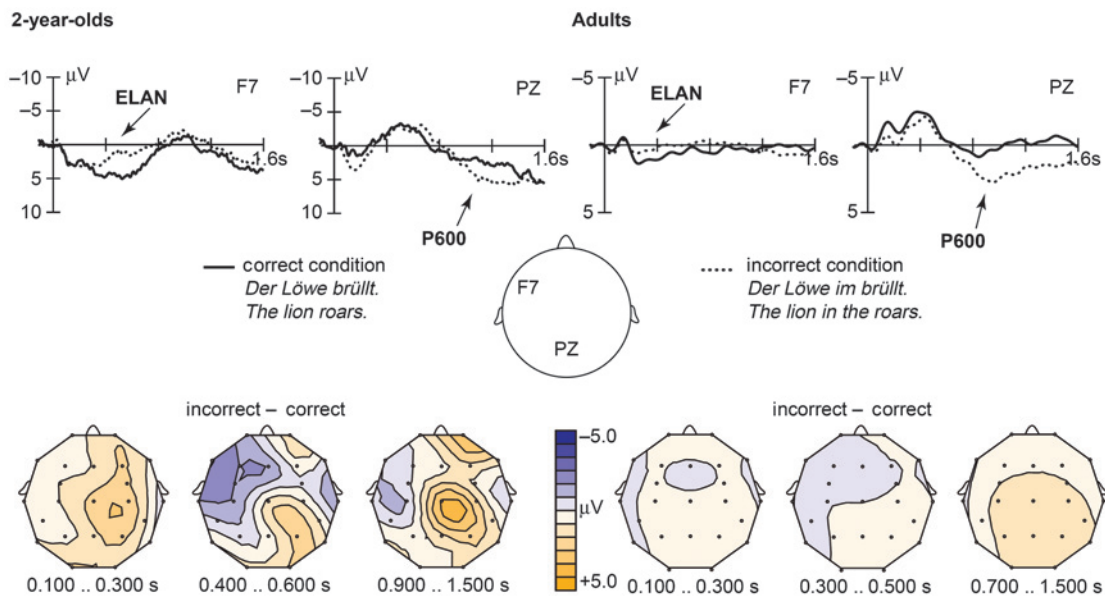 2-year-olds Adults
–10 μV F7 –10 μV PZ –5 μV F7 –5 μV PZ
–5 ELAN –5 ELAN
1.6s 1.6s 1.6s 1.6s
5 5
10 10 5 5
P600 P600
correct condition incorrect condition
Der Löwe brüllt. F7 Der Löwe im brüllt.
The lion roars. The lion in the roars.
PZ
incorrect – correct incorrect – correct
–5.0
μV
+5.0
0.100 .. 0.300 s 0.400 .. 0.600 s 0.900 .. 1.500 s 0.100 .. 0.300 s 0.300 .. 0.500 s 0.700 .. 1.500 s